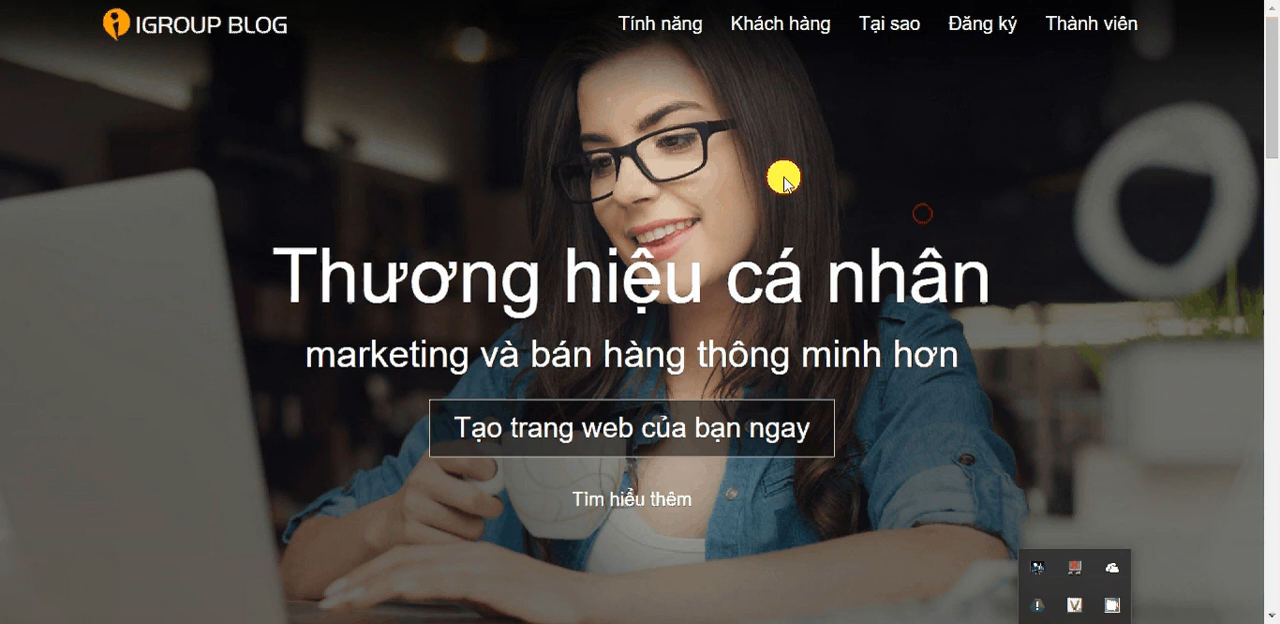 IGROUP BLOG
Tính năng Khách hàng Tại sao Đăng ký Thành viên
Thương hiệu cá nhân
marketing và bán hàng thông minh hơn
Tạo trang web của bạn ngay
Tìm hiểu thêm